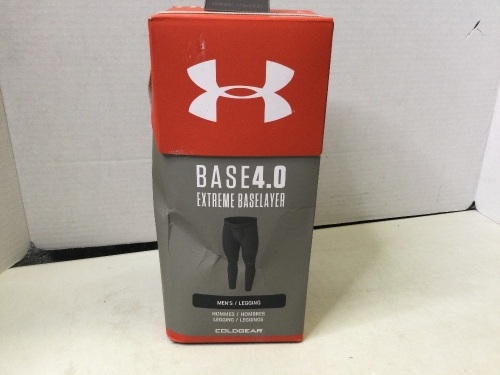 BASE4.0
EXTREME BASELAYER
MEN'S / LEGGING
HOMMES / HOMBRES
LEGGING / LEGGINGS
COLDGEAR